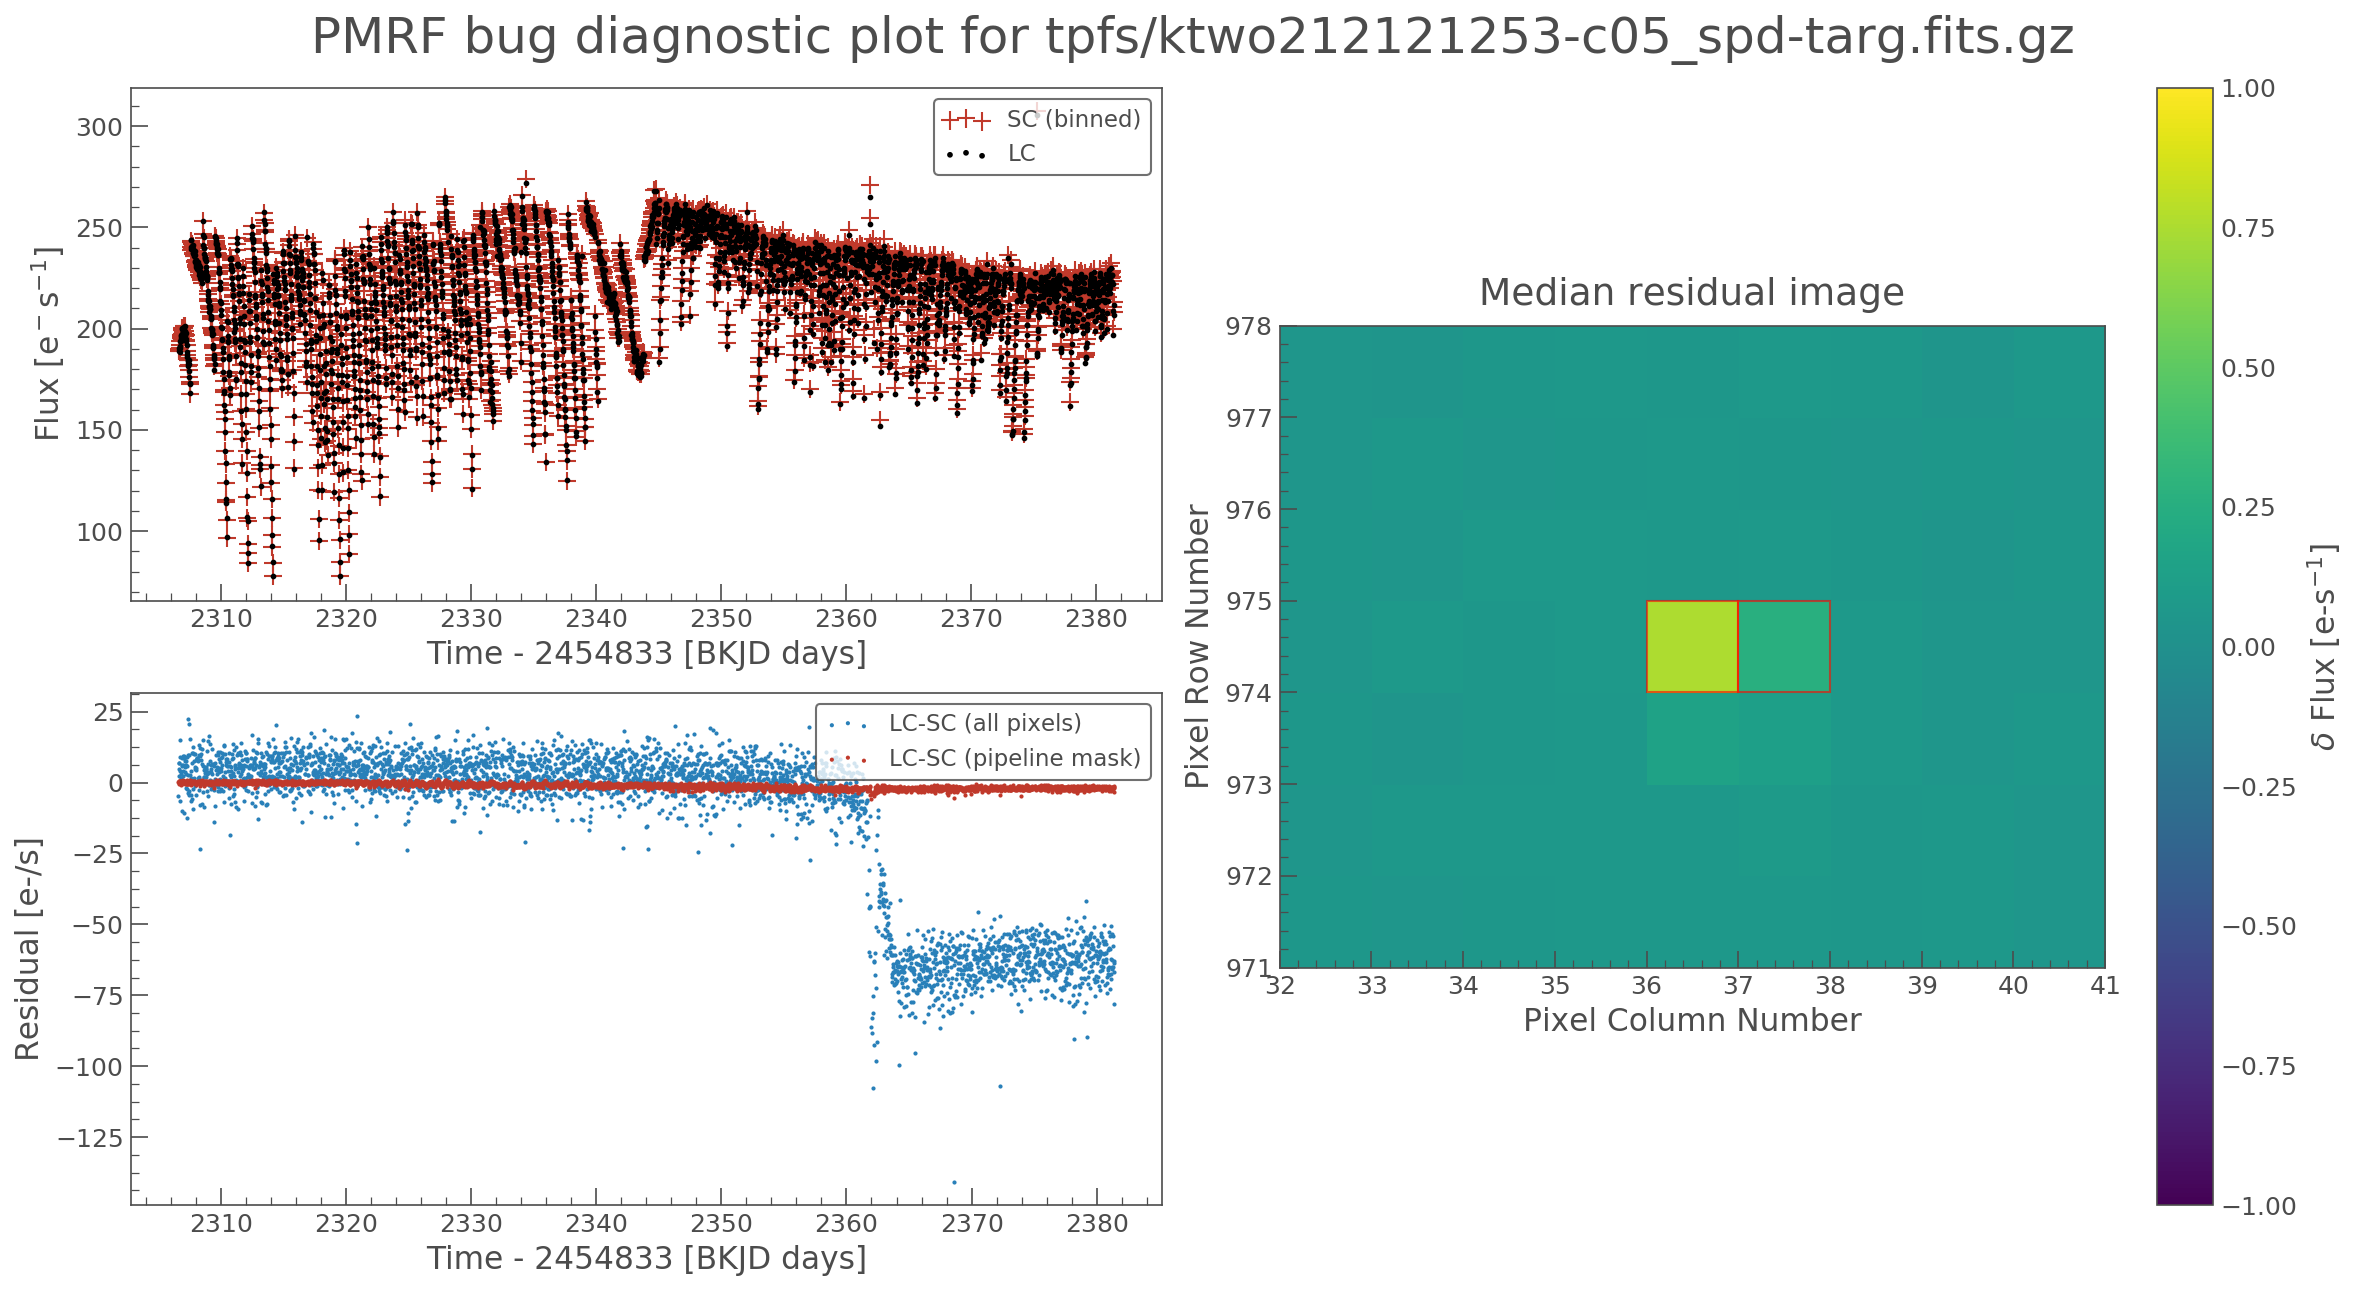 PMRF bug diagnostic plot for tpfs/ktwo212121253-c05_spd-targ.fits.gz
SC (binned)
LC
300
250
200
150
100
Flux [e⁻ s⁻¹]
2310 2320 2330 2340 2350 2360 2370 2380
Time - 2454833 [BKJD days]
LC-SC (all pixels)
LC-SC (pipeline mask)
25
0
−25
−50
−75
−100
−125
Residual [e-/s]
2310 2320 2330 2340 2350 2360 2370 2380
Time - 2454833 [BKJD days]
Median residual image
978
977
976
975
974
973
972
971
Pixel Row Number
32 33 34 35 36 37 38 39 40 41
Pixel Column Number
1.00
0.75
0.50
0.25
0.00
−0.25
−0.50
−0.75
−1.00
δ Flux [e-s⁻¹]